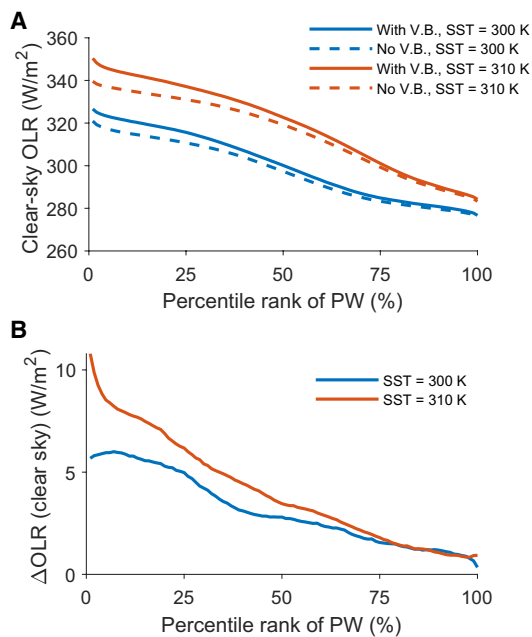 A
With V.B., SST = 300 K
No V.B., SST = 300 K
With V.B., SST = 310 K
No V.B., SST = 310 K
Clear-sky OLR (W/m²)
360
340
320
300
280
260
0 25 50 75 100
Percentile rank of PW (%)
B
SST = 300 K
SST = 310 K
ΔOLR (clear sky) (W/m²)
10
5
0
0 25 50 75 100
Percentile rank of PW (%)